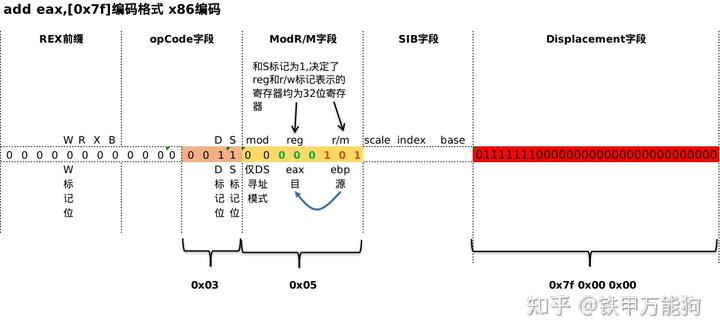 add eax,[0x7f]编码格式 x86编码
REX前缀 opCode字段 ModR/M字段 SIB字段 Displacement字段
和S标记为1,决定了
reg和r/w标记表示的
寄存器均为32位寄存
器
W R X B D S mod reg r/m scale index base
0 0 0 0 0 0 0 0 0 0 0 0 0 0 1 1 0 0 0 0 0 1 0 1
W标记位
D标记位
S标记位
仅DS寻址模式
eax
目
ebp
源
0x03 0x05 0x7f 0x00 0x00
知乎 @铁甲万能狗